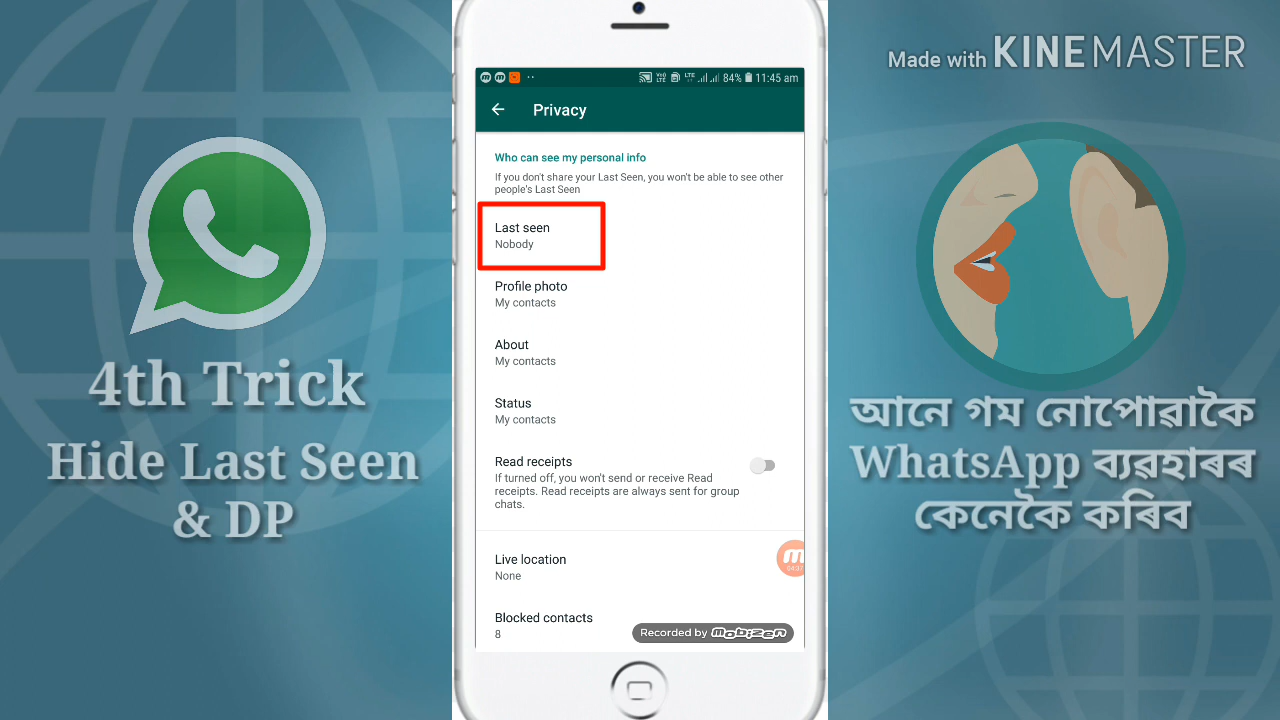 Made with KINEMASTER
84% 11:45 am
Privacy
Who can see my personal info
If you don't share your Last Seen, you won't be able to see other
people's Last Seen
Last seen
Nobody
Profile photo
My contacts
About
My contacts
Status
My contacts
Read receipts
If turned off, you won't send or receive Read
receipts. Read receipts are always sent for group
chats.
Live location
None
Blocked contacts
8
Recorded by mobizen
4th Trick
Hide Last Seen
& DP
আনে গম নোপোৱাকৈ
WhatsApp ব্যৱহাৰৰ
কেনেকৈ কৰিব